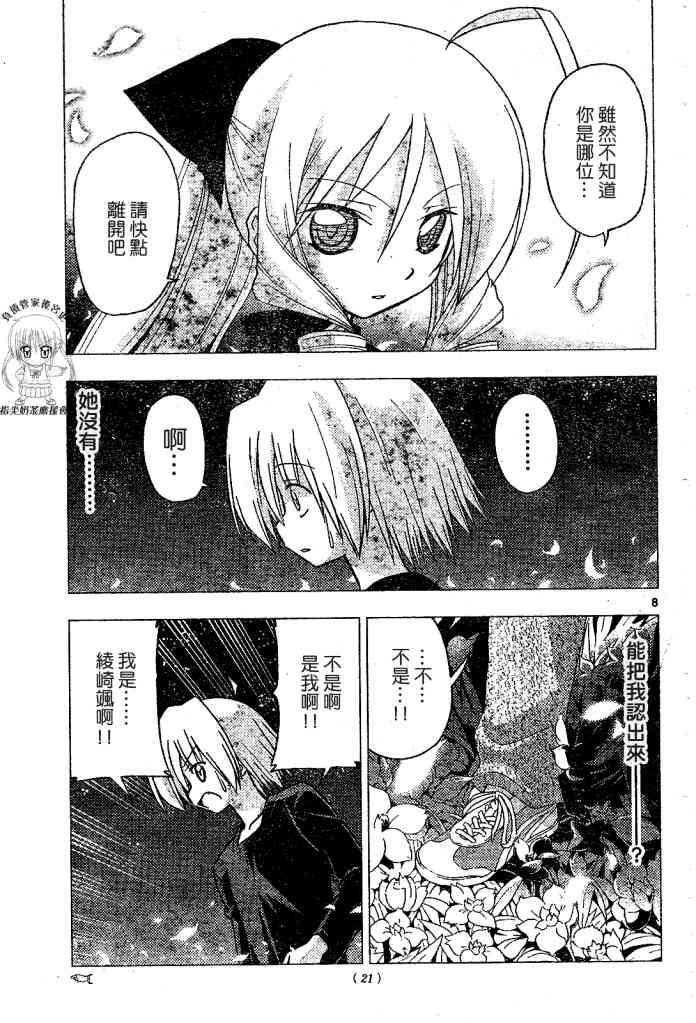 雖然不知道
你是哪位…
請快點
離開吧
………
啊…
她沒有………
8
能把我認出來——?
…不…
不是…!!
不是啊
是我啊!!
我是……
綾崎颯啊!!
(21)